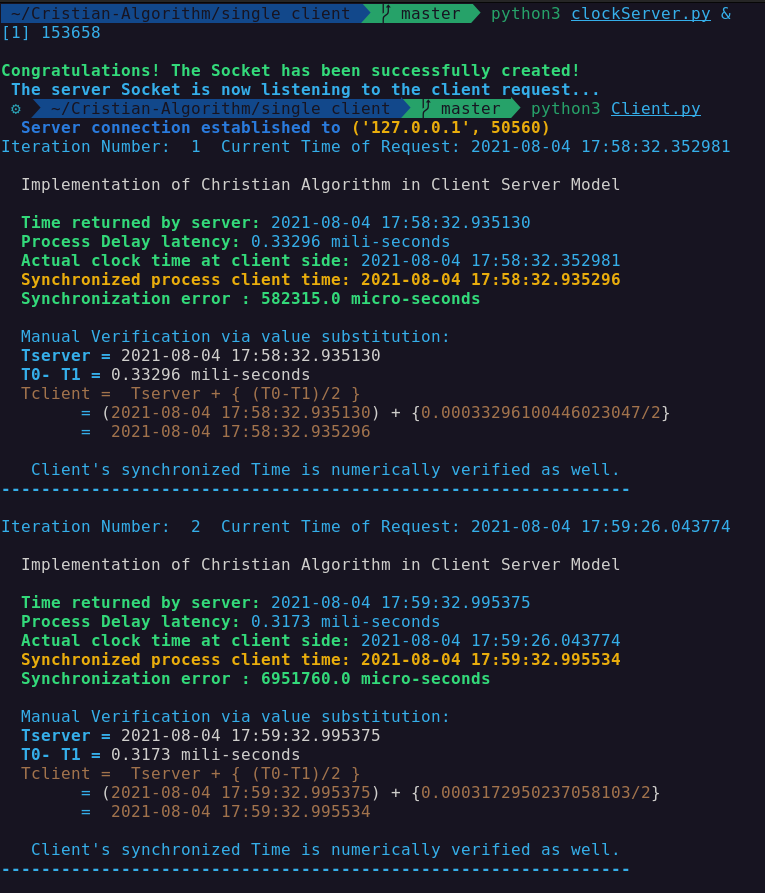 ~/Cristian-Algorithm/single client master python3 clockServer.py &
[1] 153658
Congratulations! The Socket has been successfully created!
The server Socket is now listening to the client request...
⚙ ~/Cristian-Algorithm/single client master python3 Client.py
Server connection established to ('127.0.0.1', 50560)
Iteration Number:  1  Current Time of Request: 2021-08-04 17:58:32.352981
Implementation of Christian Algorithm in Client Server Model
Time returned by server: 2021-08-04 17:58:32.935130
Process Delay latency: 0.33296 mili-seconds
Actual clock time at client side: 2021-08-04 17:58:32.352981
Synchronized process client time: 2021-08-04 17:58:32.935296
Synchronization error : 582315.0 micro-seconds
Manual Verification via value substitution:
Tserver = 2021-08-04 17:58:32.935130
T0- T1 = 0.33296 mili-seconds
Tclient =  Tserver + { (T0-T1)/2 }
= (2021-08-04 17:58:32.935130) + {0.00033296100446023047/2}
=  2021-08-04 17:58:32.935296
Client's synchronized Time is numerically verified as well.
---------------------------------------------------------------
Iteration Number:  2  Current Time of Request: 2021-08-04 17:59:26.043774
Implementation of Christian Algorithm in Client Server Model
Time returned by server: 2021-08-04 17:59:32.995375
Process Delay latency: 0.3173 mili-seconds
Actual clock time at client side: 2021-08-04 17:59:26.043774
Synchronized process client time: 2021-08-04 17:59:32.995534
Synchronization error : 6951760.0 micro-seconds
Manual Verification via value substitution:
Tserver = 2021-08-04 17:59:32.995375
T0- T1 = 0.3173 mili-seconds
Tclient =  Tserver + { (T0-T1)/2 }
= (2021-08-04 17:59:32.995375) + {0.0003172950237058103/2}
=  2021-08-04 17:59:32.995534
Client's synchronized Time is numerically verified as well.
---------------------------------------------------------------